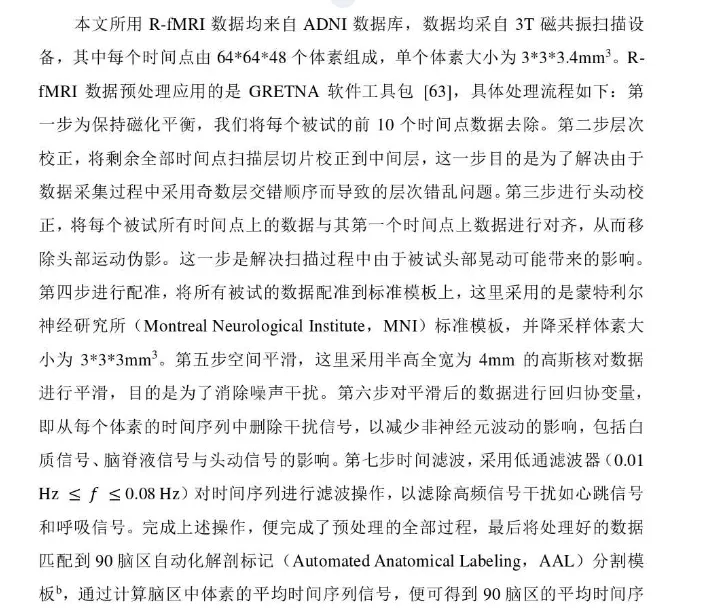 本文所用 R-fMRI 数据均来自 ADNI 数据库，数据均采自 3T 磁共振扫描设
备，其中每个时间点由 64*64*48 个体素组成，单个体素大小为 3*3*3.4mm³。R-
fMRI 数据预处理应用的是 GRETNA 软件工具包 [63]，具体处理流程如下：第
一步为保持磁化平衡，我们将每个被试的前 10 个时间点数据去除。第二步层次
校正，将剩余全部时间点扫描层切片校正到中间层，这一步目的是为了解决由于
数据采集过程中采用奇数层交错顺序而导致的层次错乱问题。第三步进行头动校
正，将每个被试所有时间点上的数据与其第一个时间点上数据进行对齐，从而移
除头部运动伪影。这一步是解决扫描过程中由于被试头部晃动可能带来的影响。
第四步进行配准，将所有被试的数据配准到标准模板上，这里采用的是蒙特利尔
神经研究所（Montreal Neurological Institute，MNI）标准模板，并降采样体素大
小为 3*3*3mm³。第五步空间平滑，这里采用半高全宽为 4mm 的高斯核对数据
进行平滑，目的是为了消除噪声干扰。第六步对平滑后的数据进行回归协变量，
即从每个体素的时间序列中删除干扰信号，以减少非神经元波动的影响，包括白
质信号、脑脊液信号与头动信号的影响。第七步时间滤波，采用低通滤波器（0.01
Hz ≤ f ≤0.08 Hz）对时间序列进行滤波操作，以滤除高频信号干扰如心跳信号
和呼吸信号。完成上述操作，便完成了预处理的全部过程，最后将处理好的数据
匹配到 90 脑区自动化解剖标记（Automated Anatomical Labeling，AAL）分割模
板ᵇ，通过计算脑区中体素的平均时间序列信号，便可得到 90 脑区的平均时间序